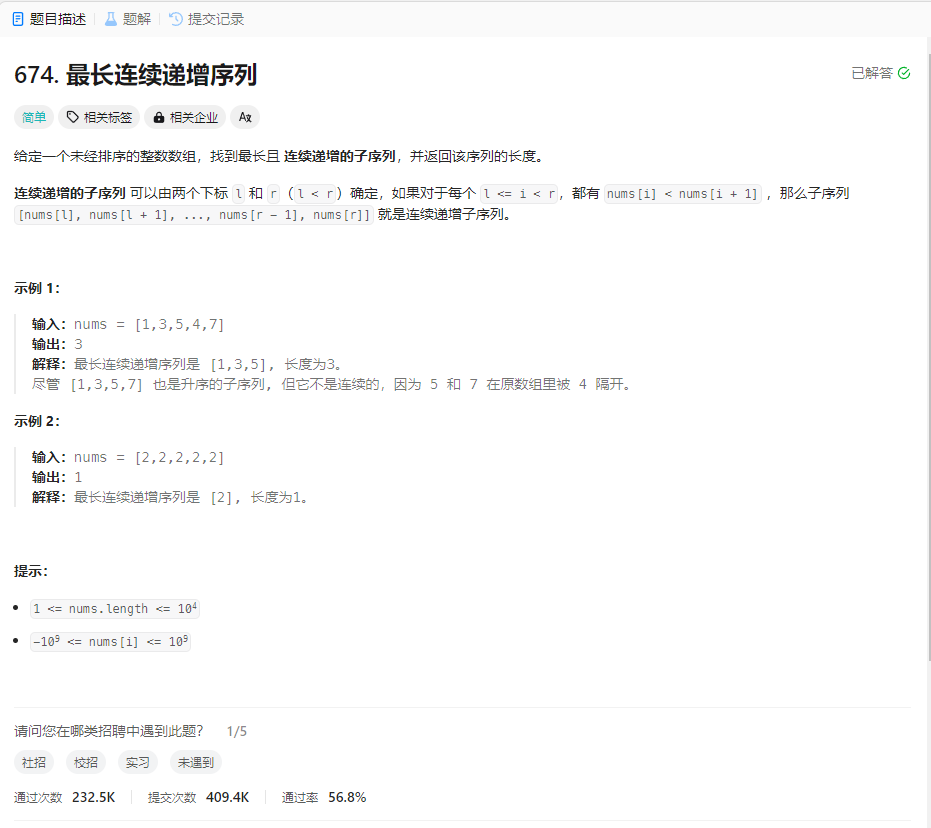 题目描述 题解 提交记录
674. 最长连续递增序列 已解答
简单 相关标签 相关企业 Ax
给定一个未经排序的整数数组，找到最长且 连续递增的子序列，并返回该序列的长度。
连续递增的子序列 可以由两个下标 l 和 r（l < r）确定，如果对于每个 l <= i < r，都有 nums[i] < nums[i + 1] ，那么子序列
[nums[l], nums[l + 1], ..., nums[r - 1], nums[r]] 就是连续递增子序列。
示例 1：
输入：nums = [1,3,5,4,7]
输出：3
解释：最长连续递增序列是 [1,3,5], 长度为3。
尽管 [1,3,5,7] 也是升序的子序列, 但它不是连续的，因为 5 和 7 在原数组里被 4 隔开。
示例 2：
输入：nums = [2,2,2,2,2]
输出：1
解释：最长连续递增序列是 [2], 长度为1。
提示：
1 <= nums.length <= 10⁴
-10⁹ <= nums[i] <= 10⁹
请问您在哪类招聘中遇到此题？ 1/5
社招 校招 实习 未遇到
通过次数 232.5K 提交次数 409.4K 通过率 56.8%